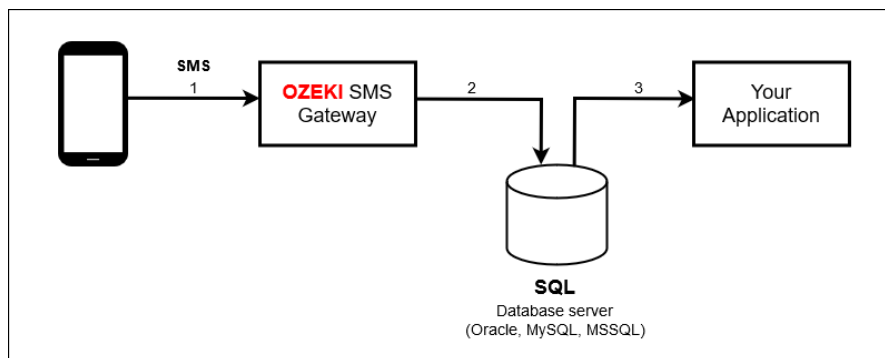 SMS
1
OZEKI SMS
Gateway
2
3
Your
Application
SQL
Database server
(Oracle, MySQL, MSSQL)